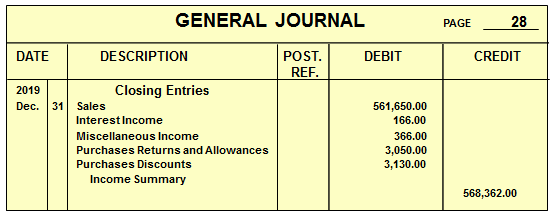 GENERAL JOURNAL PAGE 28
DATE DESCRIPTION POST. REF. DEBIT CREDIT
2019 Closing Entries
Dec. 31 Sales 561,650.00
Interest Income 166.00
Miscellaneous Income 366.00
Purchases Returns and Allowances 3,050.00
Purchases Discounts 3,130.00
Income Summary
568,362.00